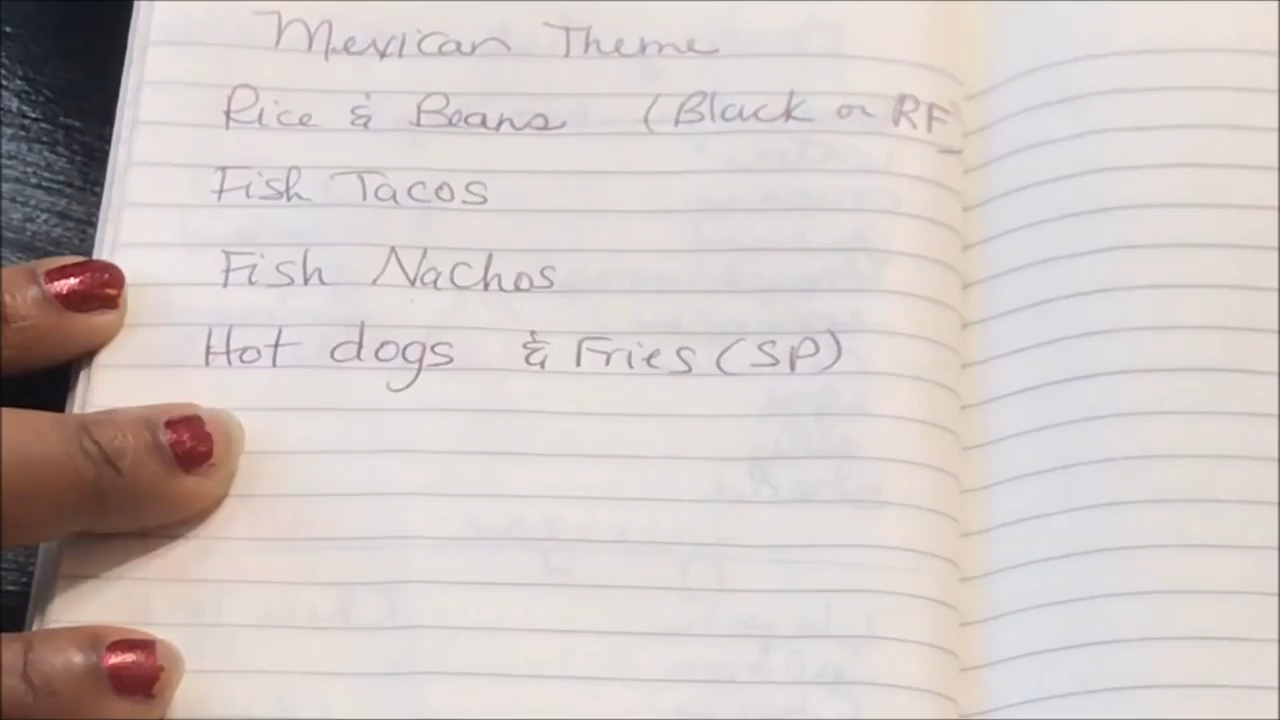 Mexican Theme
Rice & Beans (Black or RF
Fish Tacos
Fish Nachos
Hot dogs & Fries (SP)